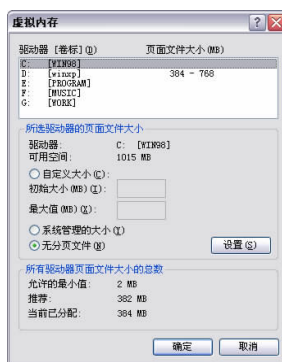 虚拟内存
驱动器 [卷标](D) 页面文件大小(MB)
C: [WIN98]
D: [winxp] 384 - 768
E: [PROGRAM]
F: [MUSIC]
G: [WORK]
所选驱动器的页面文件大小
驱动器: C: [WIN98]
可用空间: 1015 MB
自定义大小(C):
初始大小(MB)(I):
最大值(MB)(X):
系统管理的大小(Y)
无分页文件(N) 设置(S)
所有驱动器页面文件大小的总数
允许的最小值: 2 MB
推荐: 382 MB
当前已分配: 384 MB
确定 取消